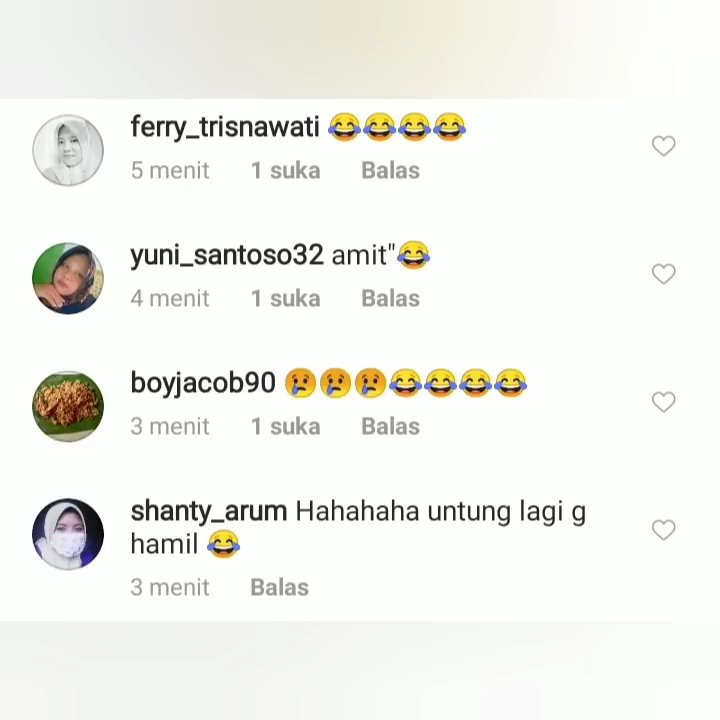 ferry_trisnawati 😂😂😂😂
5 menit 1 suka Balas
yuni_santoso32 amit"😂
4 menit 1 suka Balas
boyjacob90 😢😢😢😂😂😂😂
3 menit 1 suka Balas
shanty_arum Hahahaha untung lagi g
hamil 😂
3 menit Balas